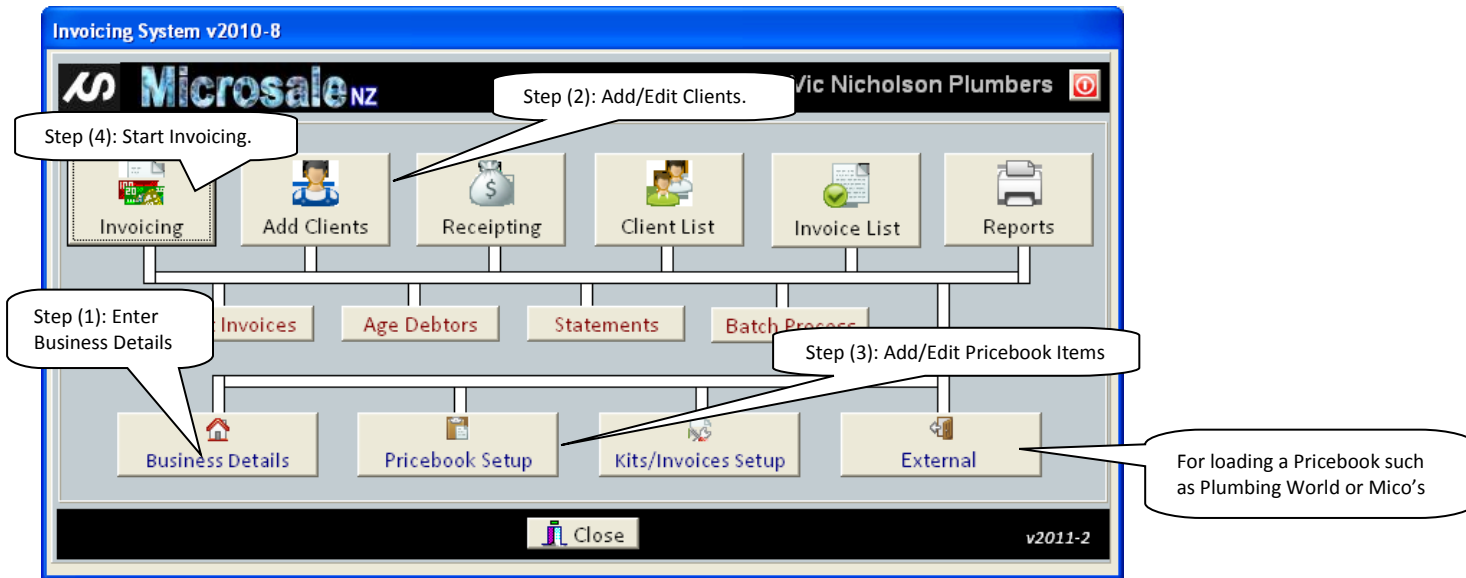 Invoicing System v2010-8
Microsale NZ
Vic Nicholson Plumbers
Step (2): Add/Edit Clients.
Step (4): Start Invoicing.
Invoicing
Add Clients
Receipting
Client List
Invoice List
Reports
Step (1): Enter
Business Details
Invoices
Age Debtors
Statements
Batch Process
Step (3): Add/Edit Pricebook Items
Business Details
Pricebook Setup
Kits/Invoices Setup
External
For loading a Pricebook such
as Plumbing World or Mico’s
Close
v2011-2